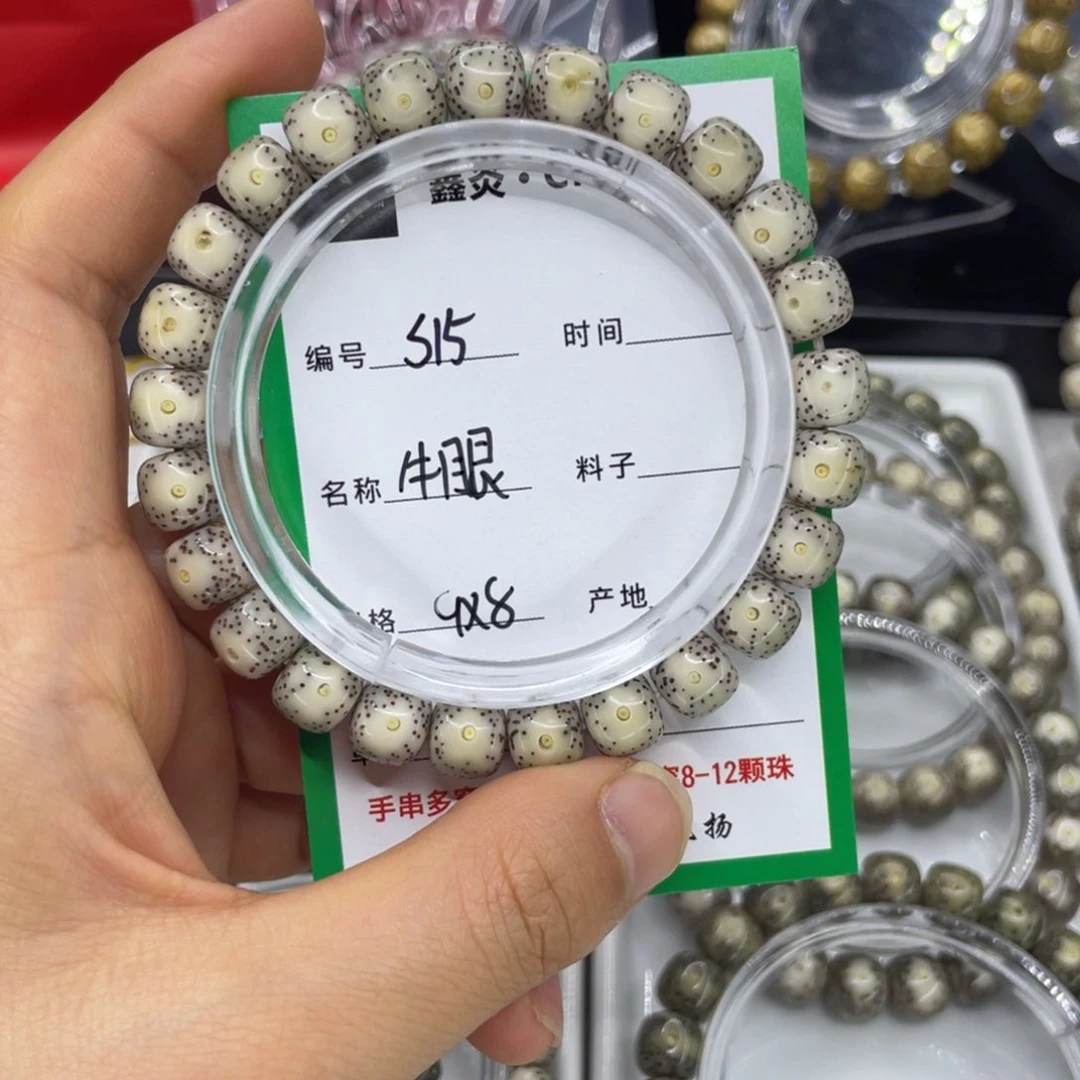 鑫炎·
编号 S15 时间
名称 牛眼 料子
格 9X8 产地
手串多 8-12颗珠
扬